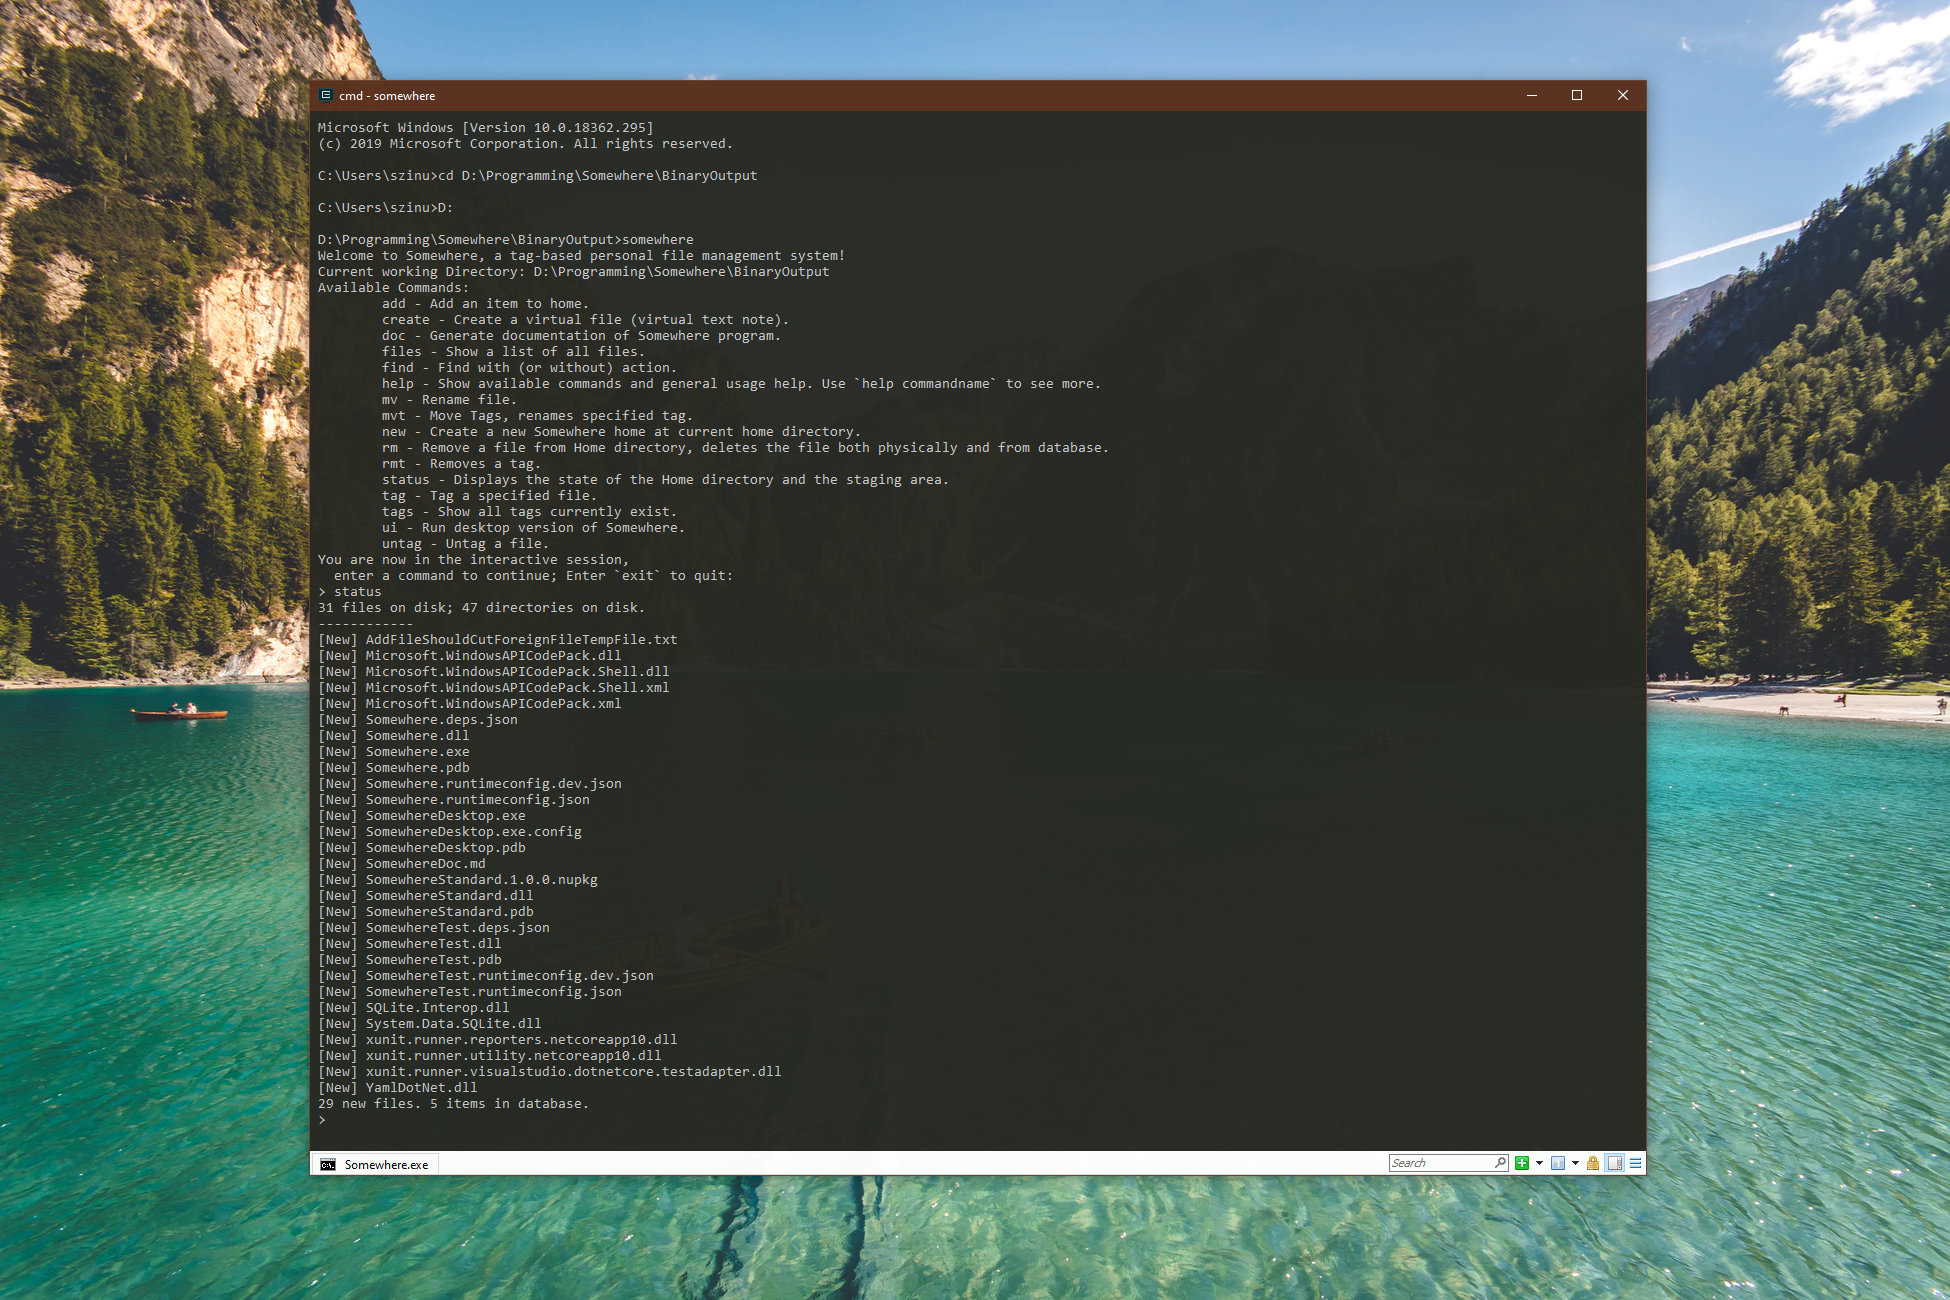 cmd - somewhere
Microsoft Windows [Version 10.0.18362.295]
(c) 2019 Microsoft Corporation. All rights reserved.
C:\Users\szinu>cd D:\Programming\Somewhere\BinaryOutput
C:\Users\szinu>D:
D:\Programming\Somewhere\BinaryOutput>somewhere
Welcome to Somewhere, a tag-based personal file management system!
Current working Directory: D:\Programming\Somewhere\BinaryOutput
Available Commands:
add - Add an item to home.
create - Create a virtual file (virtual text note).
doc - Generate documentation of Somewhere program.
files - Show a list of all files.
find - Find with (or without) action.
help - Show available commands and general usage help. Use `help commandname` to see more.
mv - Rename file.
mvt - Move Tags, renames specified tag.
new - Create a new Somewhere home at current home directory.
rm - Remove a file from Home directory, deletes the file both physically and from database.
rmt - Removes a tag.
status - Displays the state of the Home directory and the staging area.
tag - Tag a specified file.
tags - Show all tags currently exist.
ui - Run desktop version of Somewhere.
untag - Untag a file.
You are now in the interactive session,
enter a command to continue; Enter `exit` to quit:
> status
31 files on disk; 47 directories on disk.
------------
[New] AddFileShouldCutForeignFileTempFile.txt
[New] Microsoft.WindowsAPICodePack.dll
[New] Microsoft.WindowsAPICodePack.Shell.dll
[New] Microsoft.WindowsAPICodePack.Shell.xml
[New] Microsoft.WindowsAPICodePack.xml
[New] Somewhere.deps.json
[New] Somewhere.dll
[New] Somewhere.exe
[New] Somewhere.pdb
[New] Somewhere.runtimeconfig.dev.json
[New] Somewhere.runtimeconfig.json
[New] SomewhereDesktop.exe
[New] SomewhereDesktop.exe.config
[New] SomewhereDesktop.pdb
[New] SomewhereDoc.md
[New] SomewhereStandard.1.0.0.nupkg
[New] SomewhereStandard.dll
[New] SomewhereStandard.pdb
[New] SomewhereTest.deps.json
[New] SomewhereTest.dll
[New] SomewhereTest.pdb
[New] SomewhereTest.runtimeconfig.dev.json
[New] SomewhereTest.runtimeconfig.json
[New] SQLite.Interop.dll
[New] System.Data.SQLite.dll
[New] xunit.runner.reporters.netcoreapp10.dll
[New] xunit.runner.utility.netcoreapp10.dll
[New] xunit.runner.visualstudio.dotnetcore.testadapter.dll
[New] YamlDotNet.dll
29 new files. 5 items in database.
>
Somewhere.exe
Search